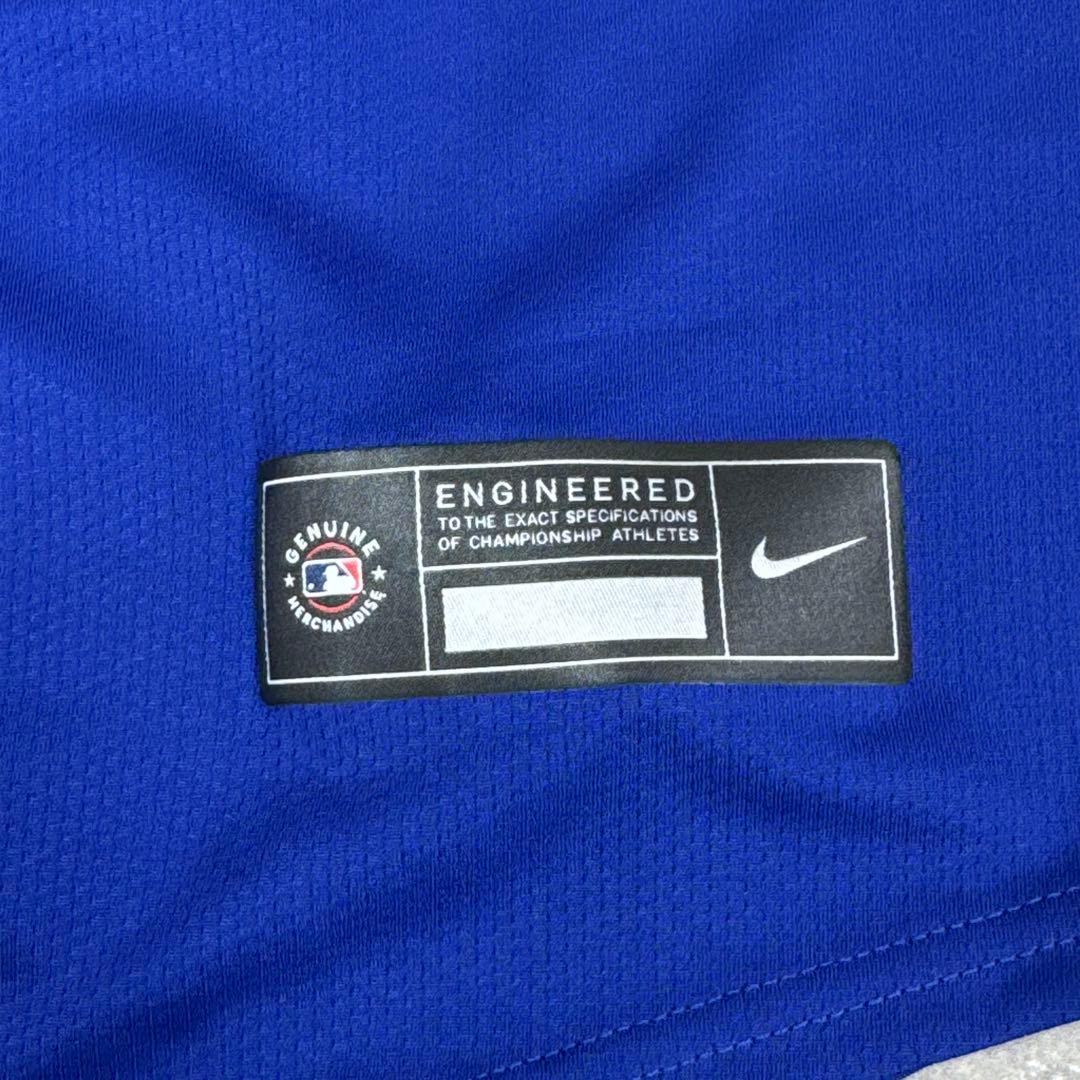 GENUINE
MERCHANDISE
ENGINEERED
TO THE EXACT SPECIFICATIONS
OF CHAMPIONSHIP ATHLETES